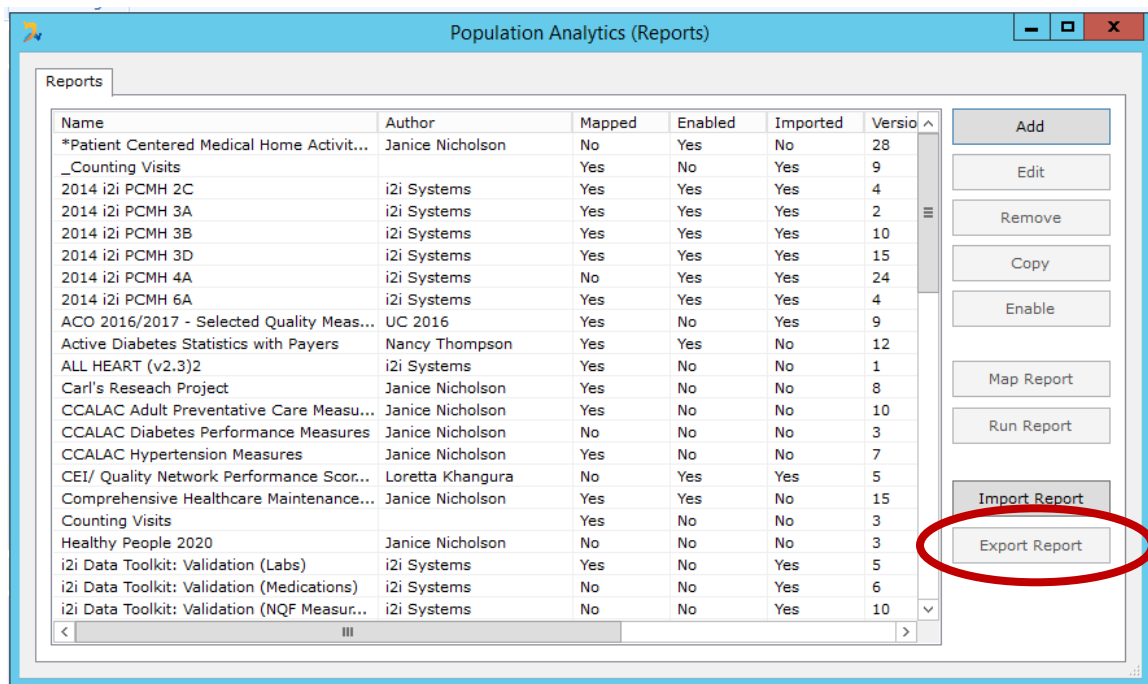 Population Analytics (Reports)
Reports
Name Author Mapped Enabled Imported Versio
*Patient Centered Medical Home Activit... Janice Nicholson No Yes No 28
_Counting Visits Yes No Yes 9
2014 i2i PCMH 2C i2i Systems Yes Yes Yes 4
2014 i2i PCMH 3A i2i Systems Yes Yes Yes 2
2014 i2i PCMH 3B i2i Systems Yes Yes Yes 10
2014 i2i PCMH 3D i2i Systems Yes Yes Yes 15
2014 i2i PCMH 4A i2i Systems No Yes Yes 24
2014 i2i PCMH 6A i2i Systems Yes Yes Yes 4
ACO 2016/2017 - Selected Quality Meas... UC 2016 Yes No Yes 9
Active Diabetes Statistics with Payers Nancy Thompson Yes Yes No 12
ALL HEART (v2.3)2 i2i Systems Yes No No 1
Carl's Reseach Project Janice Nicholson Yes No No 8
CCALAC Adult Preventative Care Measu... Janice Nicholson Yes No No 10
CCALAC Diabetes Performance Measures Janice Nicholson No No No 3
CCALAC Hypertension Measures Janice Nicholson Yes No No 7
CEI/ Quality Network Performance Scor... Loretta Khangura No Yes Yes 5
Comprehensive Healthcare Maintenance... Janice Nicholson Yes Yes No 15
Counting Visits Yes No No 3
Healthy People 2020 Janice Nicholson No No No 3
i2i Data Toolkit: Validation (Labs) i2i Systems Yes No Yes 5
i2i Data Toolkit: Validation (Medications) i2i Systems No No Yes 6
i2i Data Toolkit: Validation (NQF Measur... i2i Systems No No Yes 10
Add
Edit
Remove
Copy
Enable
Map Report
Run Report
Import Report
Export Report